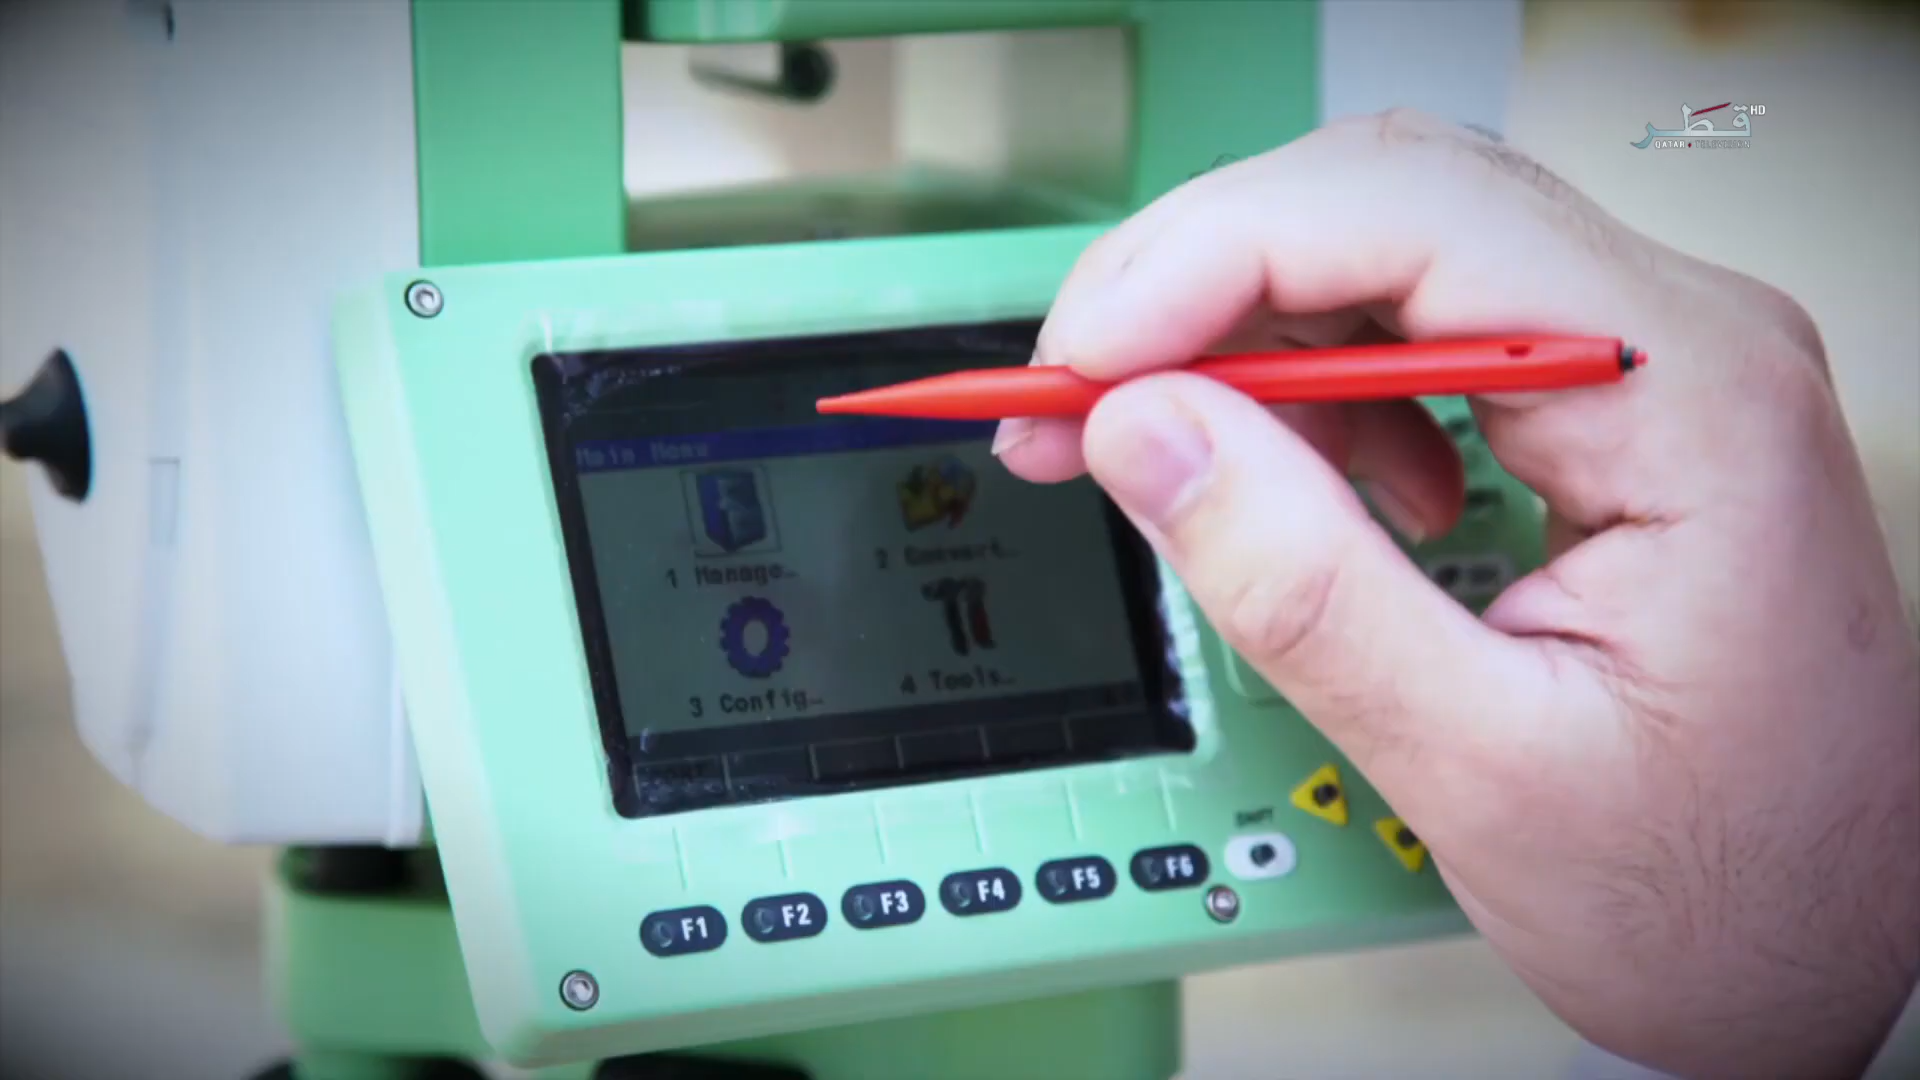 قطر HD
QATAR TELEVISION
Main Menu
1 Manage…
2 Convert…
3 Config…
4 Tools…
SHIFT
F1
F2
F3
F4
F5
F6